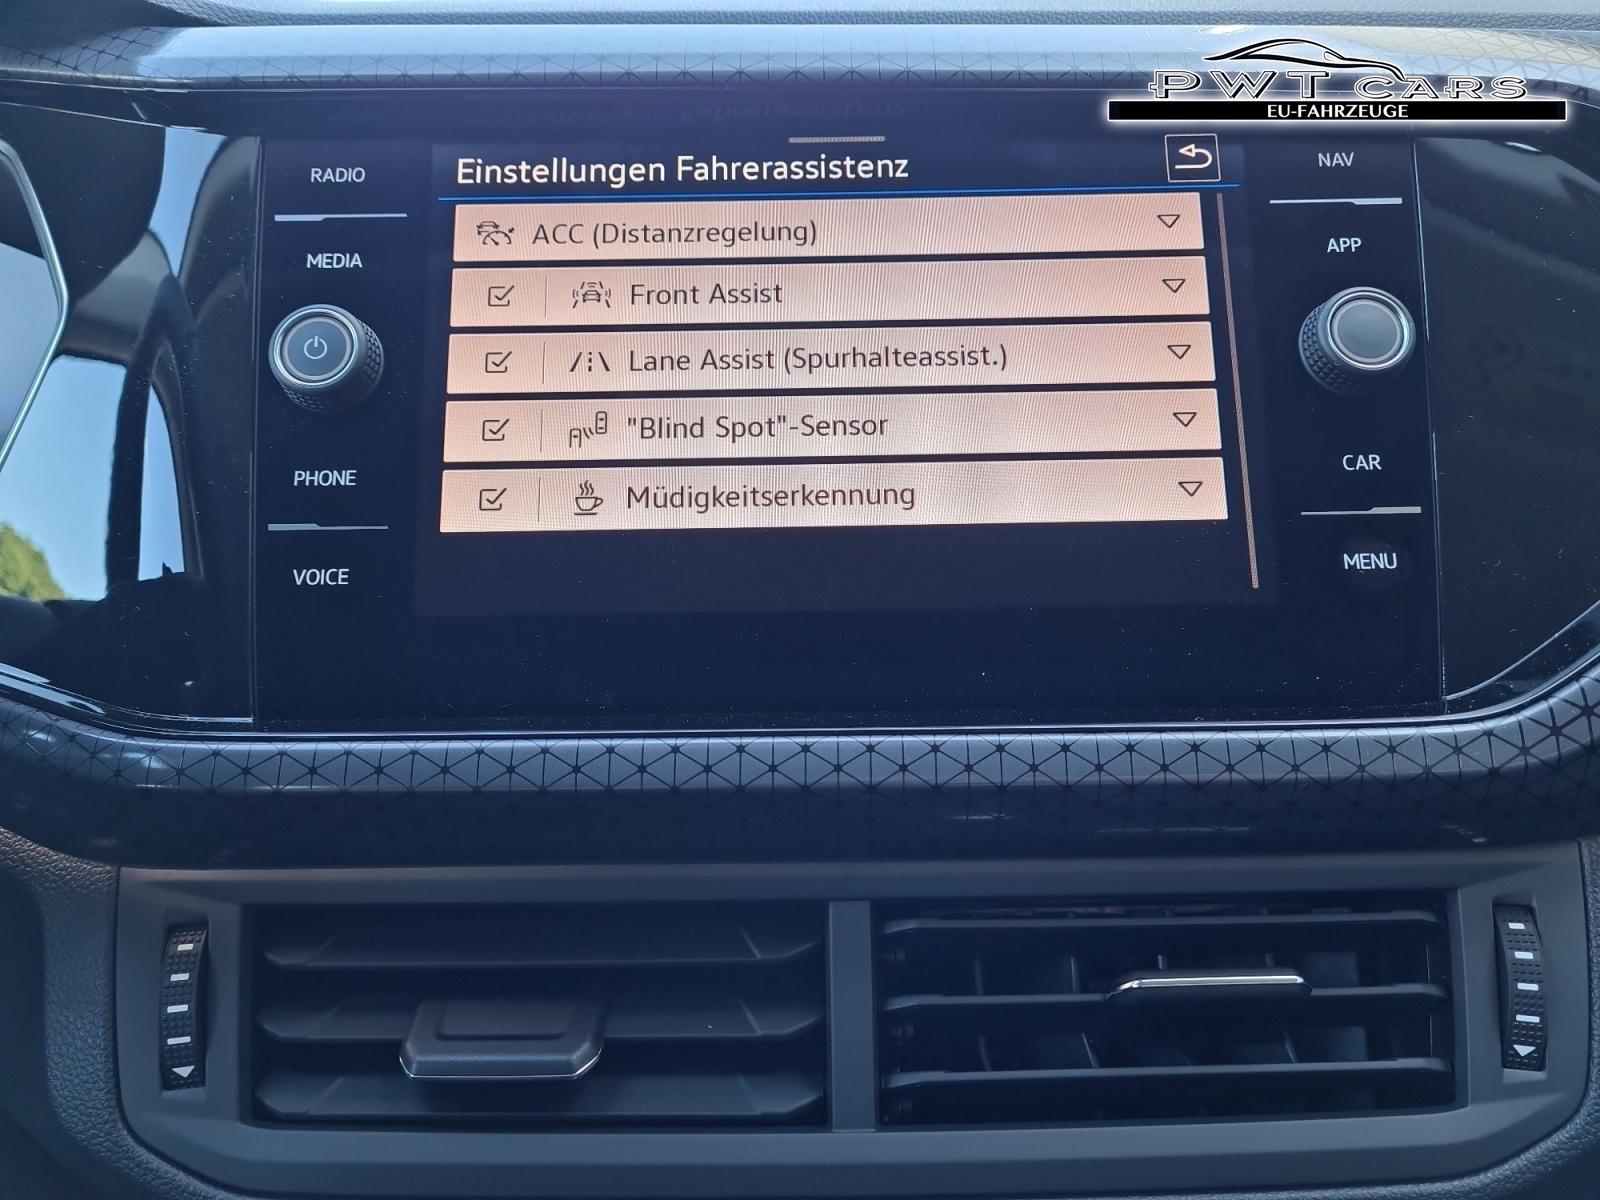 PWT CARS
EU-FAHRZEUGE
RADIO
MEDIA
PHONE
VOICE
Einstellungen Fahrerassistenz
ACC (Distanzregelung)
Front Assist
Lane Assist (Spurhalteassist.)
"Blind Spot"-Sensor
Müdigkeitserkennung
NAV
APP
CAR
MENU